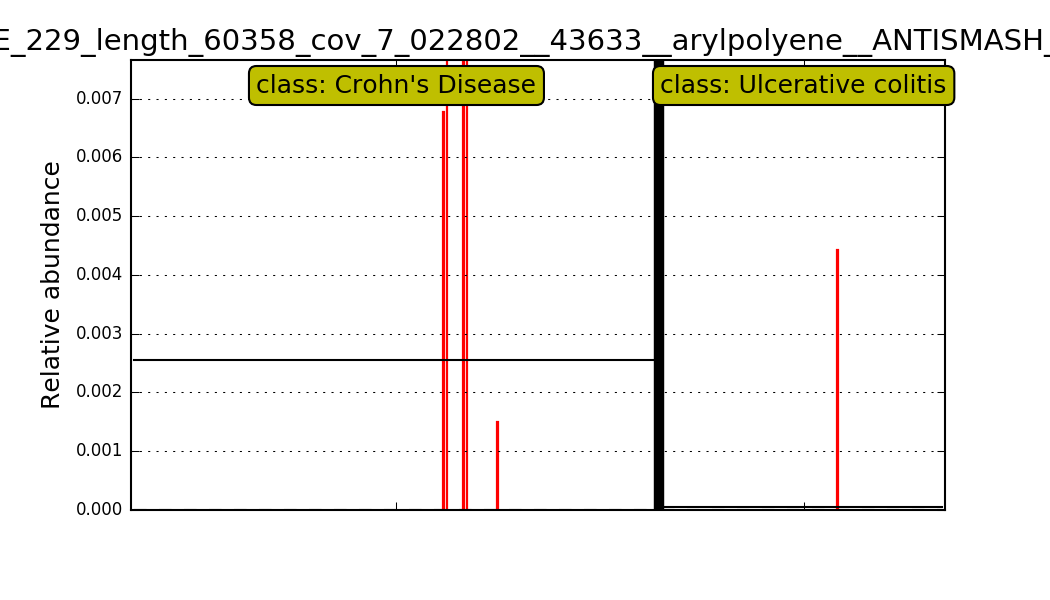 E_229_length_60358_cov_7_022802__43633__arylpolyene__ANTISMASH_
class: Crohn's Disease
class: Ulcerative colitis
Relative abundance
0.007
0.006
0.005
0.004
0.003
0.002
0.001
0.000